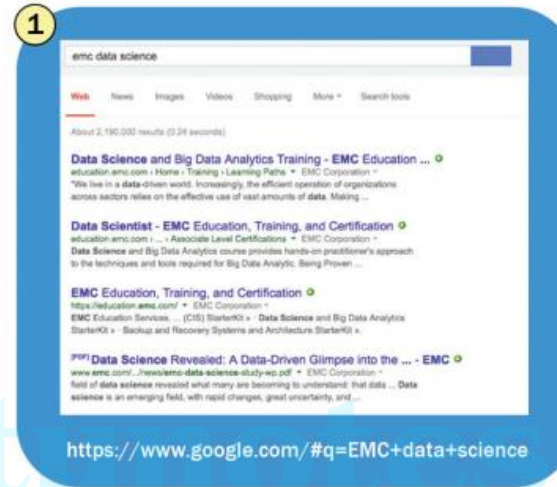 1
emc data science
Web News Images Videos Shopping More Search tools
About 2,190,000 results (0.24 seconds)
Data Science and Big Data Analytics Training - EMC Education ...
education.emc.com › Home › Training › Learning Paths EMC Corporation
"We live in a data-driven world. Increasingly, the efficient operation of organizations
across sectors relies on the effective use of vast amounts of data. Making ...
Data Scientist - EMC Education, Training, and Certification
education.emc.com › ... › Associate Level Certifications EMC Corporation
Data Science and Big Data Analytics course provides hands-on practitioner's approach
to the techniques and tools required for Big Data Analytic. Being Proven ...
EMC Education, Training, and Certification
https://education.emc.com/ EMC Corporation
EMC Education Services. ... (CIS) StarterKit » · Data Science and Big Data Analytics
StarterKit » · Backup and Recovery Systems and Architecture StarterKit ».
[PDF] Data Science Revealed: A Data-Driven Glimpse into the ... - EMC
www.emc.com/.../news/emc-data-science-study-wp.pdf EMC Corporation
field of data science revealed what many are becoming to understand: that data ... Data
science is an emerging field, with rapid changes, great uncertainty, and ...
https://www.google.com/#q=EMC+data+science